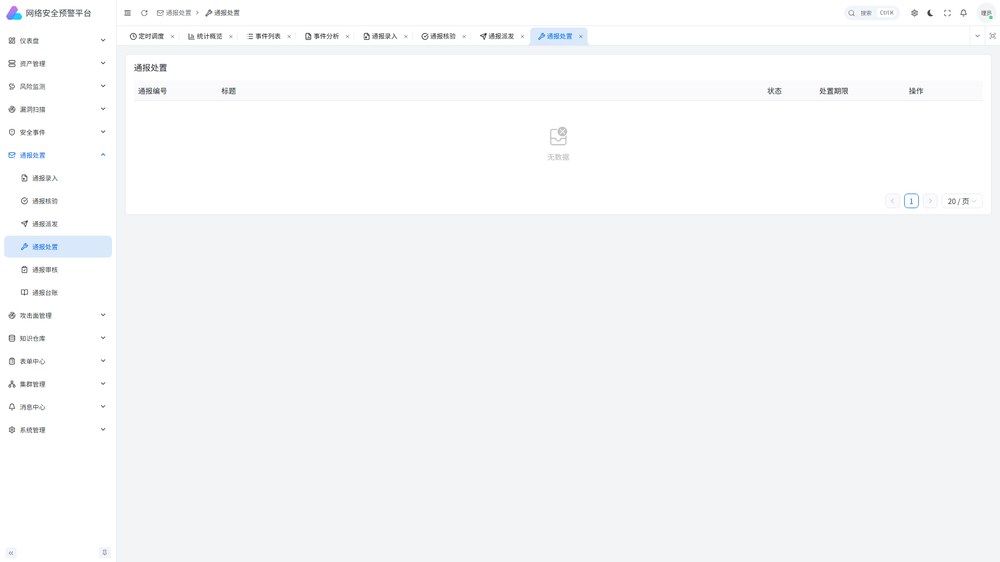 网络安全预警平台
通报处置
通报处置
搜索
Ctrl K
理员
定时调度
统计概览
事件列表
事件分析
通报录入
通报核验
通报派发
通报处置
仪表盘
资产管理
风险监测
漏洞扫描
安全事件
通报处置
通报录入
通报核验
通报派发
通报处置
通报审核
通报台账
攻击面管理
知识仓库
表单中心
集群管理
消息中心
系统管理
通报处置
通报编号 标题 状态 处置期限 操作
无数据
1
20 / 页